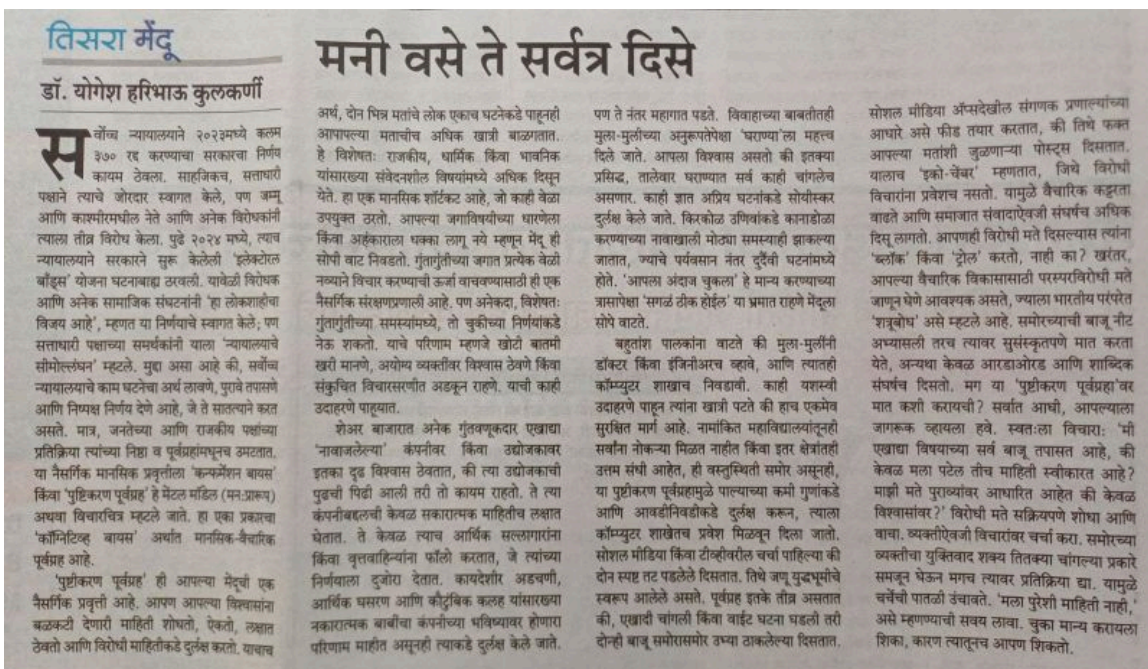 तिसरा मेंदू
डॉ. योगेश हरिभाऊ कुलकर्णी
मनी वसे ते सर्वत्र दिसे
सर्वोच्च न्यायालयाने २०२३मध्ये कलम
३७० रद्द करण्याचा सरकारचा निर्णय
कायम ठेवला. साहजिकच, सत्ताधारी
पक्षाने त्याचे जोरदार स्वागत केले, पण जम्मू
आणि काश्मीरमधील नेते आणि अनेक विरोधकांनी
त्याला तीव्र विरोध केला. पुढे २०२४ मध्ये, त्याच
न्यायालयाने सरकारने सुरू केलेली 'इलेक्टोरल
बाँड्स' योजना घटनाबाह्य ठरवली. यावेळी विरोधक
आणि अनेक सामाजिक संघटनांनी 'हा लोकशाहीचा
विजय आहे', म्हणत या निर्णयाचे स्वागत केले; पण
सत्ताधारी पक्षाच्या समर्थकांनी याला 'न्यायालयाचे
सीमोल्लंघन' म्हटले. मुद्दा असा आहे की, सर्वोच्च
न्यायालयाचे काम घटनेचा अर्थ लावणे, पुरावे तपासणे
आणि निष्पक्ष निर्णय देणे आहे, जे ते सातत्याने करत
असते. मात्र, जनतेच्या आणि राजकीय पक्षांच्या
प्रतिक्रिया त्यांच्या निष्ठा व पूर्वग्रहांमधूनच उमटतात.
या नैसर्गिक मानसिक प्रवृत्तीला 'कन्फर्मेशन बायस'
किंवा 'पुष्टिकरण पूर्वग्रह' हे मेंटल मॉडेल (मन:प्रारूप)
अथवा विचारचित्र म्हटले जाते. हा एका प्रकारचा
'कॉग्निटिव्ह बायस' अर्थात मानसिक-वैचारिक
पूर्वग्रह आहे.
'पुष्टीकरण पूर्वग्रह' ही आपल्या मेंदूची एक
नैसर्गिक प्रवृत्ती आहे. आपण आपल्या विश्वासांना
बळकटी देणारी माहिती शोधतो, ऐकतो, लक्षात
ठेवतो आणि विरोधी माहितीकडे दुर्लक्ष करतो. याचाच
अर्थ, दोन भिन्न मतांचे लोक एकाच घटनेकडे पाहूनही
आपापल्या मताचीच अधिक खात्री बाळगतात.
हे विशेषतः राजकीय, धार्मिक किंवा भावनिक
यांसारख्या संवेदनशील विषयांमध्ये अधिक दिसून
येते. हा एक मानसिक शॉर्टकट आहे, जो काही वेळा
उपयुक्त ठरतो. आपल्या जगाविषयीच्या धारणेला
किंवा अहंकाराला धक्का लागू नये म्हणून मेंदू ही
सोपी वाट निवडतो. गुंतागुंतीच्या जगात प्रत्येक वेळी
नव्याने विचार करण्याची ऊर्जा वाचवण्यासाठी ही एक
नैसर्गिक संरक्षणप्रणाली आहे. पण अनेकदा, विशेषतः
गुंतागुंतीच्या समस्यांमध्ये, तो चुकीच्या निर्णयांकडे
नेऊ शकतो. याचे परिणाम म्हणजे खोटी बातमी
खरी मानणे, अयोग्य व्यक्तींवर विश्वास ठेवणे किंवा
संकुचित विचारसरणीत अडकून राहणे. याची काही
उदाहरणे पाहूयात.
शेअर बाजारात अनेक गुंतवणूकदार एखाद्या
'नावाजलेल्या' कंपनीवर किंवा उद्योजकावर
इतका दृढ विश्वास ठेवतात, की त्या उद्योजकाची
पुढची पिढी आली तरी तो कायम राहतो. ते त्या
कंपनीबद्दलची केवळ सकारात्मक माहितीच लक्षात
घेतात. ते केवळ त्याच आर्थिक सल्लागारांना
किंवा वृत्तवाहिन्यांना फॉलो करतात, जे त्यांच्या
निर्णयाला दुजोरा देतात. कायदेशीर अडचणी,
आर्थिक घसरण आणि कौटुंबिक कलह यांसारख्या
नकारात्मक बाबींचा कंपनीच्या भविष्यावर होणारा
परिणाम माहीत असूनही त्याकडे दुर्लक्ष केले जाते.
पण ते नंतर महागात पडते. विवाहाच्या बाबतीतही
मुला-मुलीच्या अनुरूपतेपेक्षा 'घराण्या'ला महत्त्व
दिले जाते. आपला विश्वास असतो की इतक्या
प्रसिद्ध, तालेवार घराण्यात सर्व काही चांगलेच
असणार. काही ज्ञात अप्रिय घटनांकडे सोयीस्कर
दुर्लक्ष केले जाते. किरकोळ उणिवांकडे कानाडोळा
करण्याच्या नावाखाली मोठ्या समस्याही झाकल्या
जातात, ज्याचे पर्यवसान नंतर दुर्दैवी घटनांमध्ये
होते. 'आपला अंदाज चुकला' हे मान्य करण्याच्या
त्रासापेक्षा 'सगळं ठीक होईल' या भ्रमात राहणे मेंदूला
सोपे वाटते.
बहुतांश पालकांना वाटते की मुला-मुलींनी
डॉक्टर किंवा इंजिनीअरच व्हावे, आणि त्यातही
कॉम्प्युटर शाखाच निवडावी. काही यशस्वी
उदाहरणे पाहून त्यांना खात्री पटते की हाच एकमेव
सुरक्षित मार्ग आहे. नामांकित महाविद्यालयांतूनही
सर्वांना नोकऱ्या मिळत नाहीत किंवा इतर क्षेत्रांतही
उत्तम संधी आहेत, ही वस्तुस्थिती समोर असूनही,
या पुष्टीकरण पूर्वग्रहामुळे पाल्याच्या कमी गुणांकडे
आणि आवडीनिवडीकडे दुर्लक्ष करून, त्याला
कॉम्प्युटर शाखेतच प्रवेश मिळवून दिला जातो.
सोशल मीडिया किंवा टीव्हीवरील चर्चा पाहिल्या की
दोन स्पष्ट तट पडलेले दिसतात. तिथे जणू युद्धभूमीचे
स्वरूप आलेले असते. पूर्वग्रह इतके तीव्र असतात
की, एखादी चांगली किंवा वाईट घटना घडली तरी
दोन्ही बाजू समोरासमोर उभ्या ठाकलेल्या दिसतात.
सोशल मीडिया अ‍ॅप्सदेखील संगणक प्रणाल्यांच्या
आधारे असे फीड तयार करतात, की तिथे फक्त
आपल्या मतांशी जुळणाऱ्या पोस्ट्स दिसतात.
यालाच 'इको-चेंबर' म्हणतात, जिथे विरोधी
विचारांना प्रवेशच नसतो. यामुळे वैचारिक कट्टरता
वाढते आणि समाजात संवादाऐवजी संघर्षच अधिक
दिसू लागतो. आपणही विरोधी मते दिसल्यास त्यांना
'ब्लॉक' किंवा 'ट्रोल' करतो, नाही का? खरंतर,
आपल्या वैचारिक विकासासाठी परस्परविरोधी मते
जाणून घेणे आवश्यक असते, ज्याला भारतीय परंपरेत
'शत्रूबोध' असे म्हटले आहे. समोरच्याची बाजू नीट
अभ्यासली तरच त्यावर सुसंस्कृतपणे मात करता
येते, अन्यथा केवळ आरडाओरड आणि शाब्दिक
संघर्षच दिसतो. मग या 'पुष्टीकरण पूर्वग्रहा'वर
मात कशी करायची? सर्वात आधी, आपल्याला
जागरूक व्हायला हवे. स्वतःला विचारा: 'मी
एखाद्या विषयाच्या सर्व बाजू तपासत आहे, की
केवळ मला पटेल तीच माहिती स्वीकारत आहे?
माझी मते पुराव्यांवर आधारित आहेत की केवळ
विश्वासांवर?' विरोधी मते सक्रियपणे शोधा आणि
वाचा. व्यक्तीऐवजी विचारांवर चर्चा करा. समोरच्या
व्यक्तीचा युक्तिवाद शक्य तितक्या चांगल्या प्रकारे
समजून घेऊन मगच त्यावर प्रतिक्रिया द्या. यामुळे
चर्चेची पातळी उंचावते. 'मला पुरेशी माहिती नाही,'
असे म्हणण्याची सवय लावा. चुका मान्य करायला
शिका, कारण त्यातूनच आपण शिकतो.